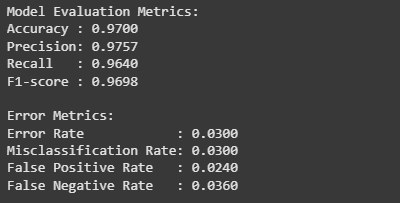 Model Evaluation Metrics:
Accuracy : 0.9700
Precision: 0.9757
Recall   : 0.9640
F1-score : 0.9698

Error Metrics:
Error Rate            : 0.0300
Misclassification Rate: 0.0300
False Positive Rate   : 0.0240
False Negative Rate   : 0.0360